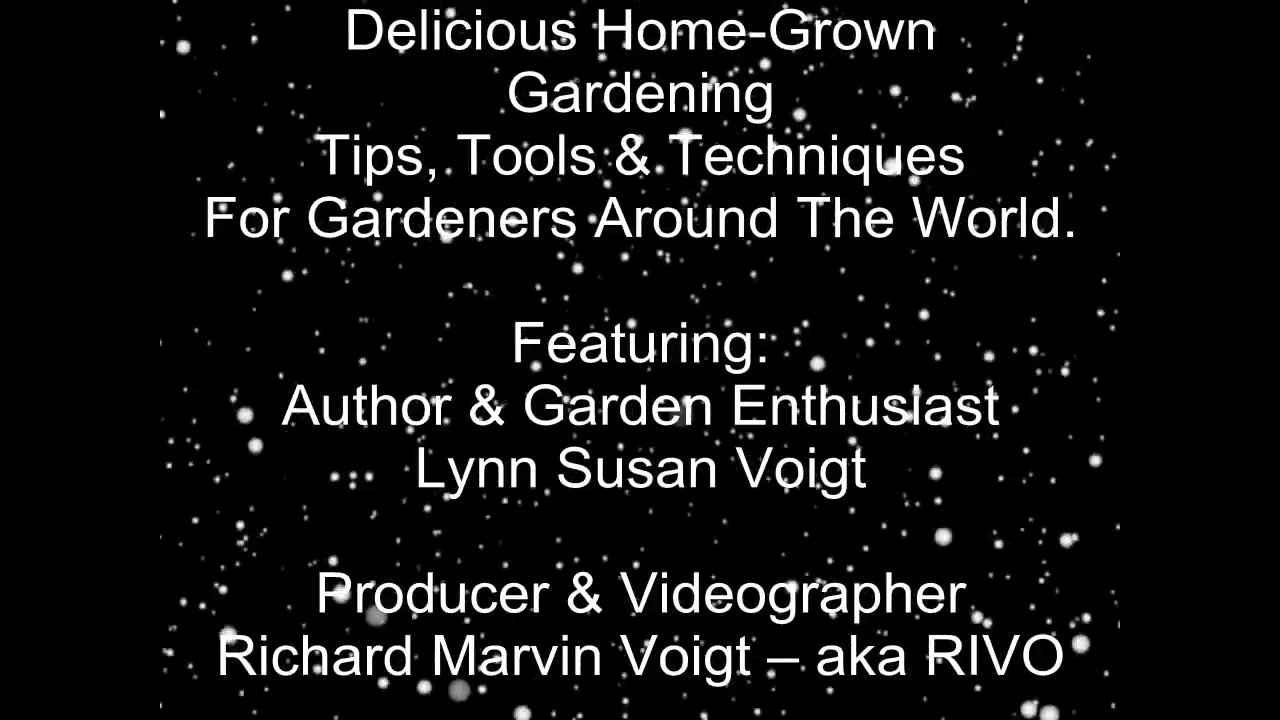 Delicious Home-Grown
Gardening
Tips, Tools & Techniques
For Gardeners Around The World.
Featuring:
Author & Garden Enthusiast
Lynn Susan Voigt
Producer & Videographer
Richard Marvin Voigt – aka RIVO